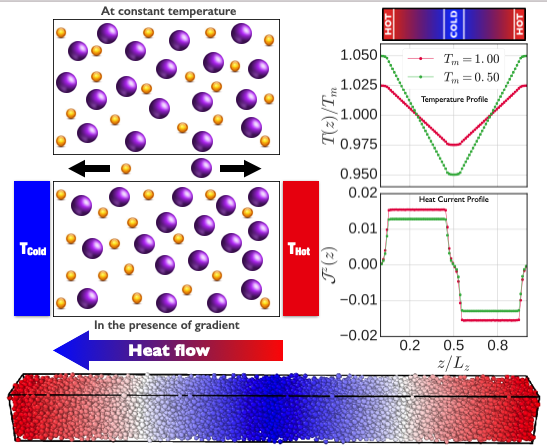 At constant temperature
T_Cold
T_Hot
In the presence of gradient
Heat flow
HOT
COLD
HOT
T_m = 1.00
T_m = 0.50
Temperature Profile
T(z)/T_m
1.050
1.025
1.000
0.975
0.950
Heat Current Profile
J(z)
0.02
0.01
0.00
−0.01
−0.02
0.2
0.5
0.8
z/L_z